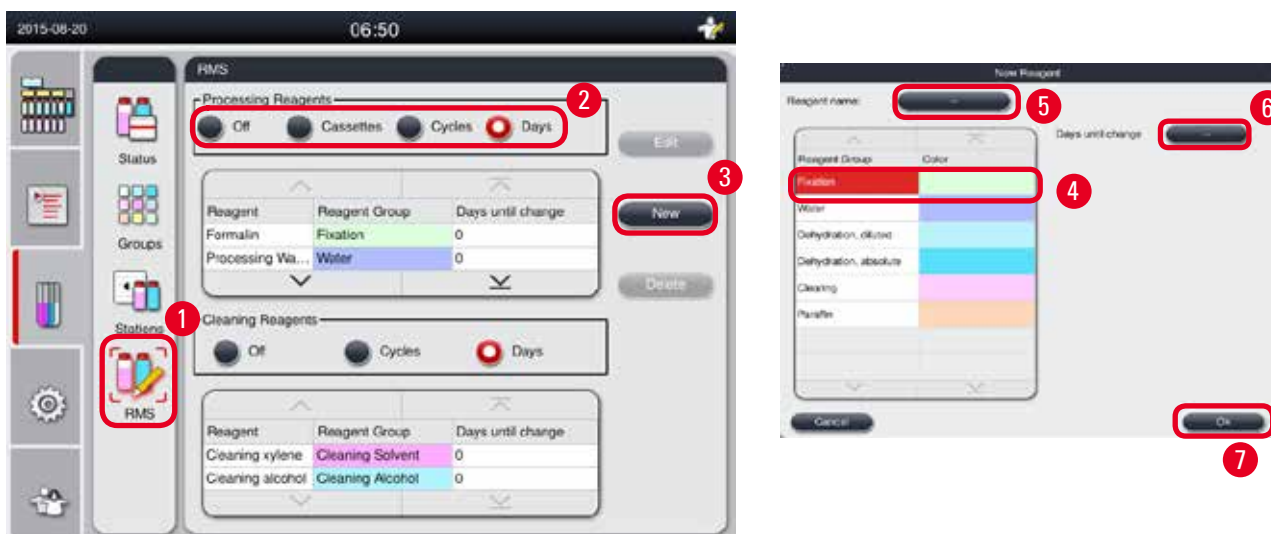 2015-08-20 06:50
RMS
Processing Reagents
2
Off Cassettes Cycles Days
Edit
Status
3
Reagent Reagent Group Days until change
New
Formalin Fixation 0
Groups
Processing Wa... Water 0
Delete
Stations
1
Cleaning Reagents
Of Cycles Days
RMS
Reagent Reagent Group Days until change
Cleaning xylene Cleaning Solvent 0
Cleaning alcohol Cleaning Alcohol 0
New Reagent
Reagent name: --
5
Days until change --
6
Reagent Group Color
Fixation
4
Water
Dehydration, diluted
Dehydration, absolute
Clearing
Paraffin
Cancel
Ok
7